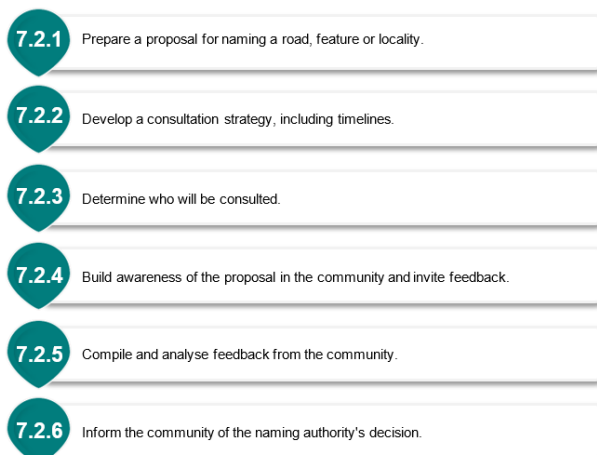 7.2.1 Prepare a proposal for naming a road, feature or locality.
7.2.2 Develop a consultation strategy, including timelines.
7.2.3 Determine who will be consulted.
7.2.4 Build awareness of the proposal in the community and invite feedback.
7.2.5 Compile and analyse feedback from the community.
7.2.6 Inform the community of the naming authority's decision.